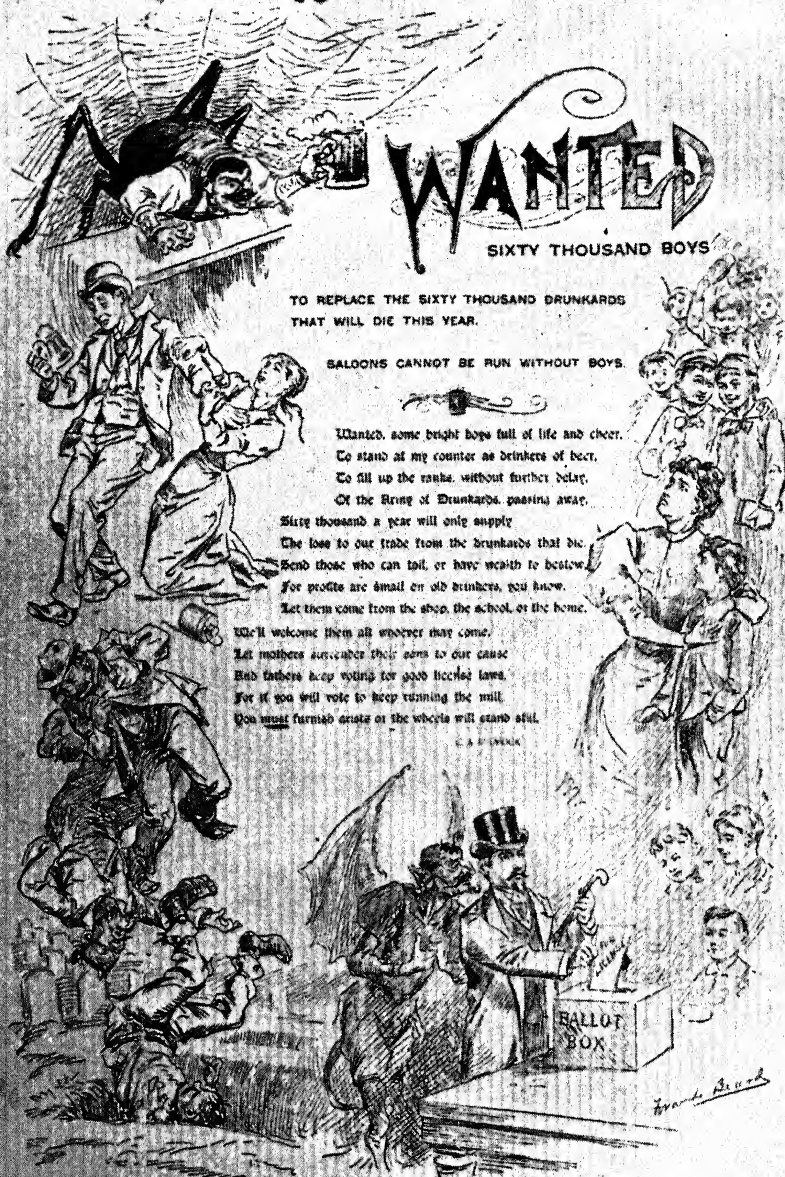 WANTED
SIXTY THOUSAND BOYS
TO REPLACE THE SIXTY THOUSAND DRUNKARDS
THAT WILL DIE THIS YEAR.
SALOONS CANNOT BE RUN WITHOUT BOYS.
Wanted, some bright boys full of life and cheer,
To stand at my counter as drinkers of beer,
To fill up the ranks, without further delay,
Of the Army of Drunkards, passing away,
Sixty thousand a year will only supply
The loss to our trade from the drunkards that die.
Send those who can toil, or have wealth to bestow,
For profits are small on old drinkers, you know.
Let them come from the shop, the school, or the home,
We'll welcome them all whoever may come.
Let mothers surrender their sons to our cause
And fathers keep voting for good license laws,
For if you will vote to keep running the mill,
You must furnish grists or the wheels will stand still.
FOR
LICENSE
BALLOT
BOX
Frank Beard